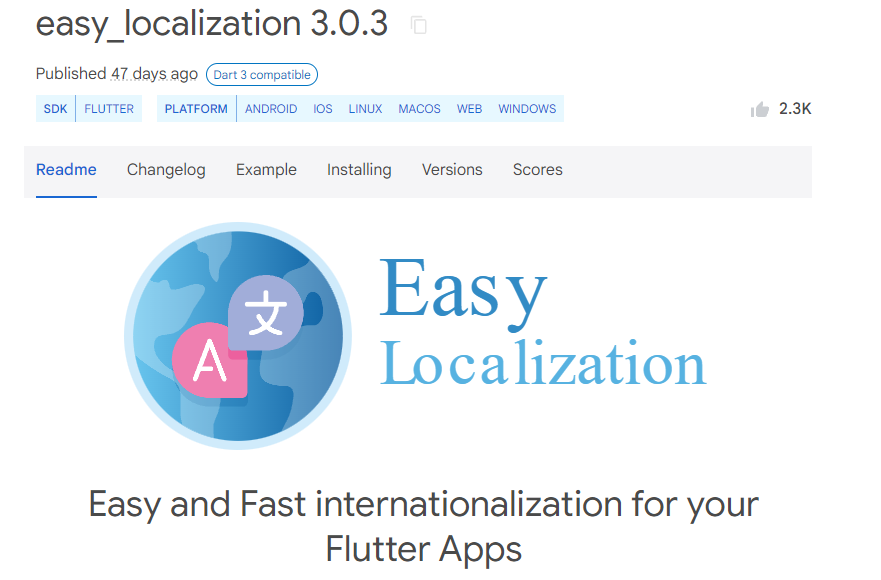 easy_localization 3.0.3
Published 47 days ago Dart 3 compatible
SDK FLUTTER PLATFORM ANDROID IOS LINUX MACOS WEB WINDOWS 2.3K
Readme Changelog Example Installing Versions Scores
文
A
Easy
Localization
Easy and Fast internationalization for your
Flutter Apps